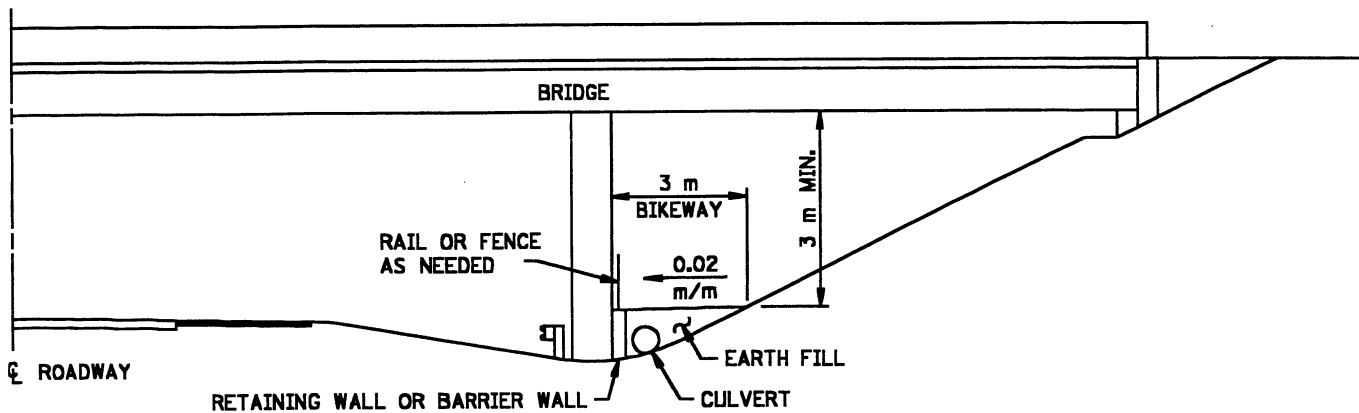 BRIDGE
3 m
BIKEWAY
3 m MIN.
RAIL OR FENCE
AS NEEDED
0.02
m/m
EARTH FILL
℄ ROADWAY
RETAINING WALL OR BARRIER WALL
CULVERT